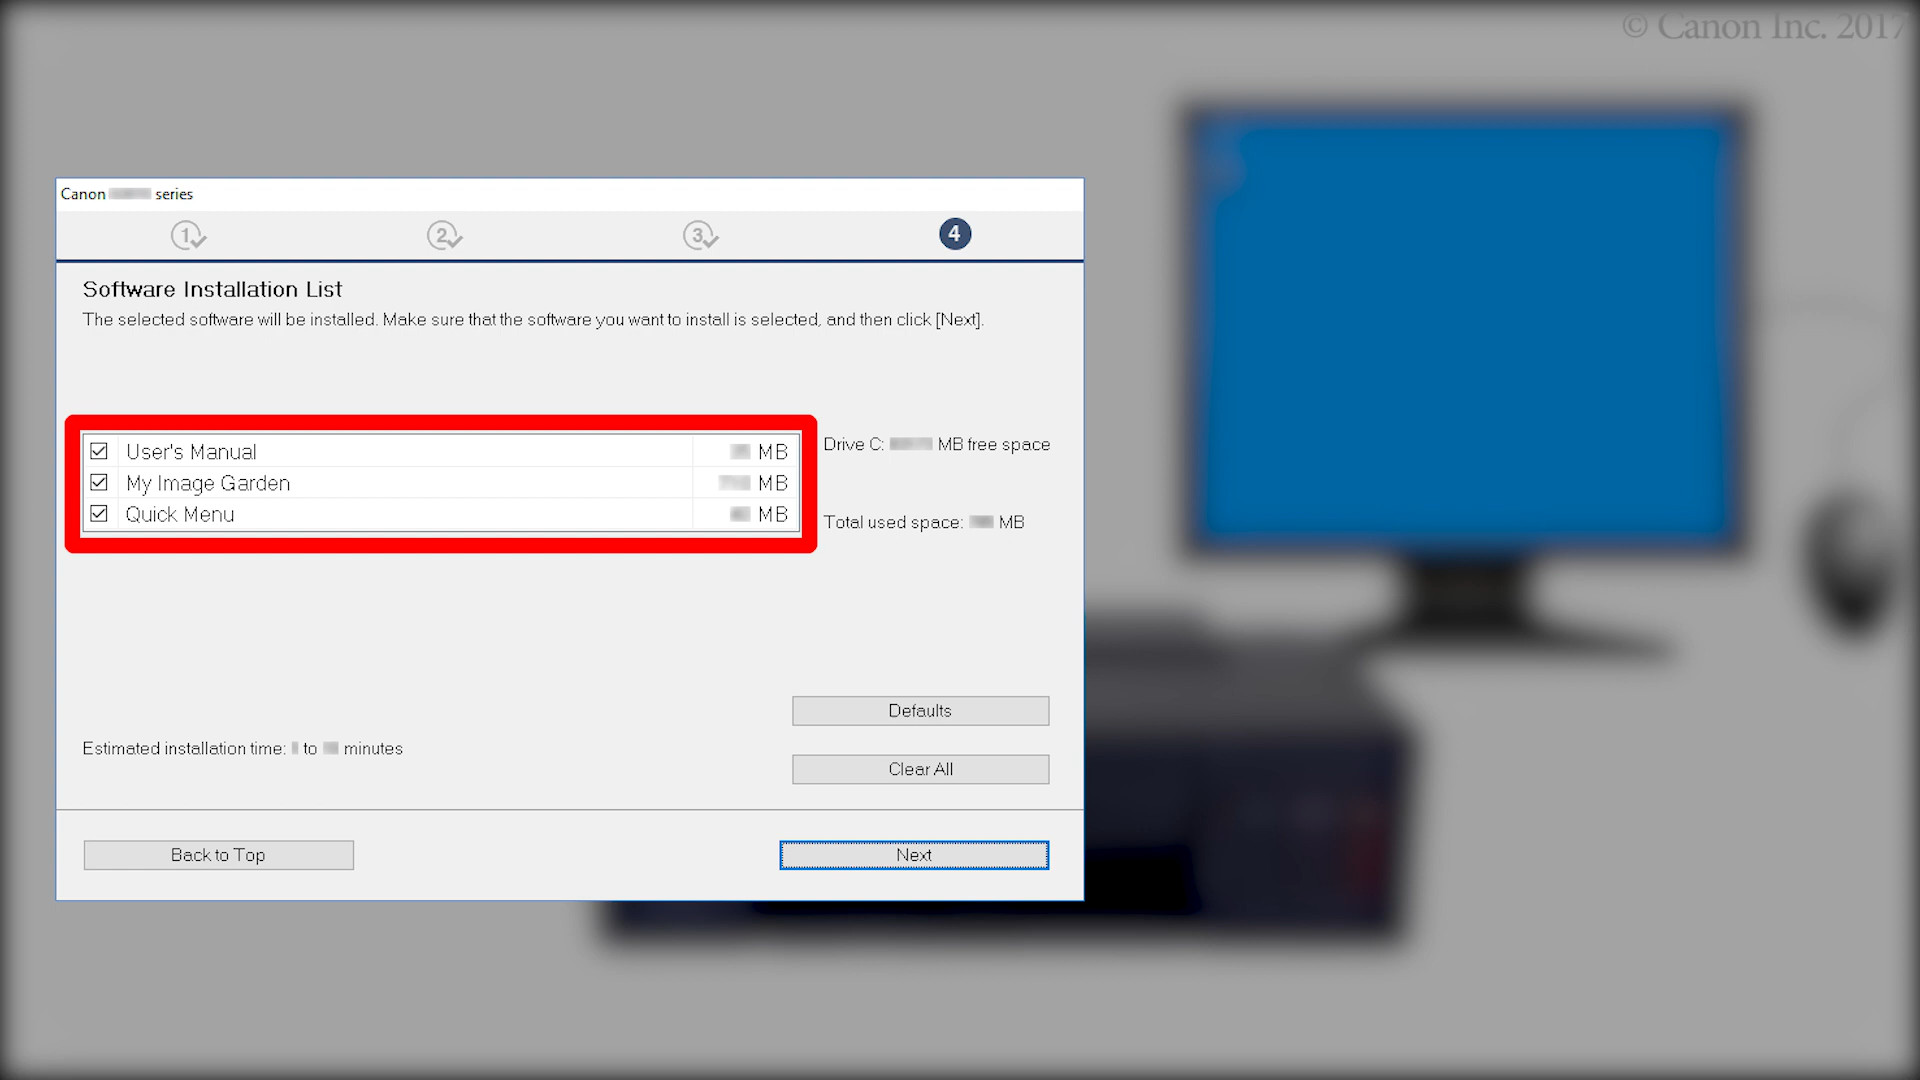 © Canon Inc. 2017
Canon series
1 2 3 4
Software Installation List
The selected software will be installed. Make sure that the software you want to install is selected, and then click [Next].
User's Manual MB
My Image Garden MB
Quick Menu MB
Drive C: MB free space
Total used space: MB
Defaults
Estimated installation time: to minutes
Clear All
Back to Top
Next